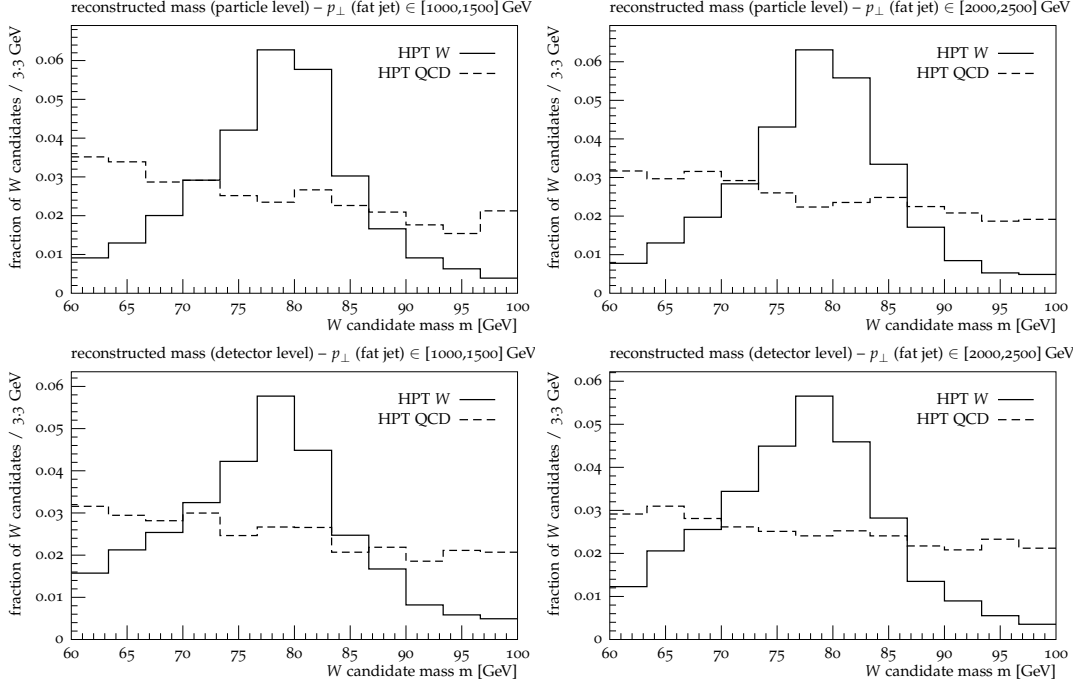 reconstructed mass (particle level) – p⊥ (fat jet) ∈ [1000,1500] GeV
fraction of W candidates / 3.3 GeV
0.06
0.05
0.04
0.03
0.02
0.01
0
HPT W
HPT QCD
60 65 70 75 80 85 90 95 100
W candidate mass m [GeV]
reconstructed mass (particle level) – p⊥ (fat jet) ∈ [2000,2500] GeV
fraction of W candidates / 3.3 GeV
0.06
0.05
0.04
0.03
0.02
0.01
0
HPT W
HPT QCD
60 65 70 75 80 85 90 95 100
W candidate mass m [GeV]
reconstructed mass (detector level) – p⊥ (fat jet) ∈ [1000,1500] GeV
fraction of W candidates / 3.3 GeV
0.06
0.05
0.04
0.03
0.02
0.01
0
HPT W
HPT QCD
60 65 70 75 80 85 90 95 100
W candidate mass m [GeV]
reconstructed mass (detector level) – p⊥ (fat jet) ∈ [2000,2500] GeV
fraction of W candidates / 3.3 GeV
0.06
0.05
0.04
0.03
0.02
0.01
0
HPT W
HPT QCD
60 65 70 75 80 85 90 95 100
W candidate mass m [GeV]